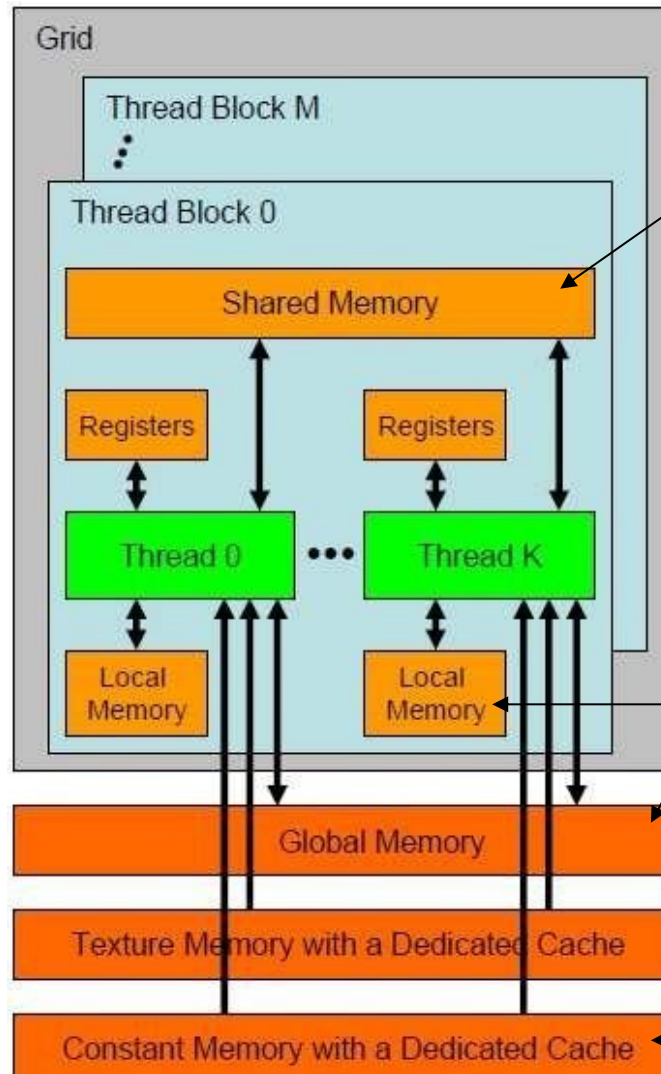 Grid
Thread Block M
Thread Block 0
Shared Memory
Registers
Registers
Thread 0
Thread K
Local
Memory
Local
Memory
Global Memory
Texture Memory with a Dedicated Cache
Constant Memory with a Dedicated Cache